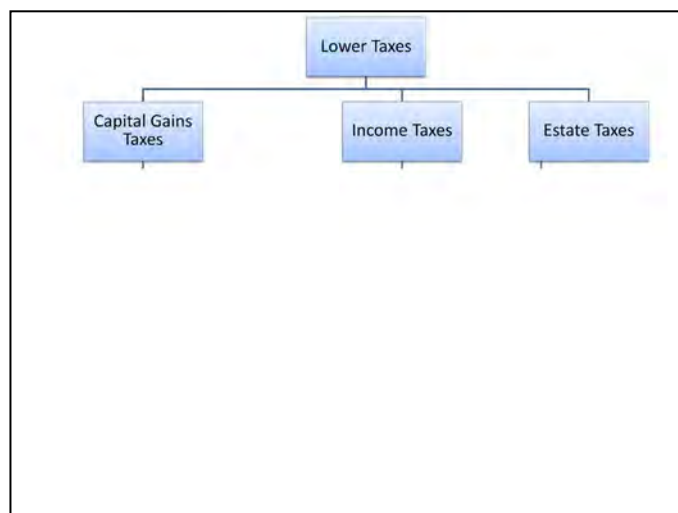 Lower Taxes
Capital Gains
Taxes
Income Taxes
Estate Taxes